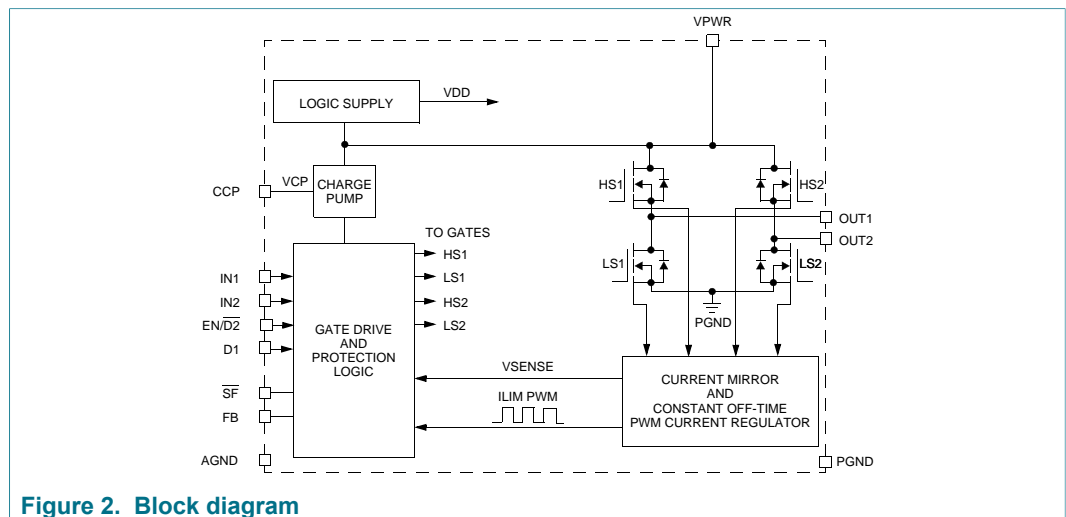 VPWR
LOGIC SUPPLY
VDD
CCP
VCP
CHARGE
PUMP
HS1
HS2
OUT1
OUT2
TO GATES
HS1
LS1
HS2
LS2
LS1
LS2
PGND
IN1
IN2
EN/D2
D1
SF
FB
AGND
GATE DRIVE
AND
PROTECTION
LOGIC
VSENSE
ILIM PWM
CURRENT MIRROR
AND
CONSTANT OFF-TIME
PWM CURRENT REGULATOR
PGND
Figure 2. Block diagram